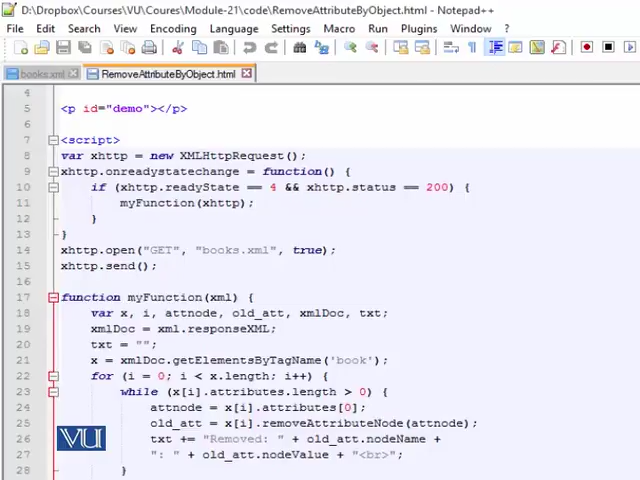 D:\Dropbox\Courses\VU\Coures\Module-21\code\RemoveAttributeByObject.html - Notepad++
File Edit Search View Encoding Language Settings Macro Run Plugins Window ?
books.xml RemoveAttributeByObject.html
4
5 <p id="demo"></p>
6
7 <script>
8 var xhttp = new XMLHttpRequest();
9 xhttp.onreadystatechange = function() {
10 if (xhttp.readyState == 4 && xhttp.status == 200) {
11 myFunction(xhttp);
12 }
13 }
14 xhttp.open("GET", "books.xml", true);
15 xhttp.send();
16
17 function myFunction(xml) {
18 var x, i, attnode, old_att, xmlDoc, txt;
19 xmlDoc = xml.responseXML;
20 txt = "";
21 x = xmlDoc.getElementsByTagName('book');
22 for (i = 0; i < x.length; i++) {
23 while (x[i].attributes.length > 0) {
24 attnode = x[i].attributes[0];
25 old_att = x[i].removeAttributeNode(attnode);
26 txt += "Removed: " + old_att.nodeName +
27 ": " + old_att.nodeValue + "<br>";
28 }
VU